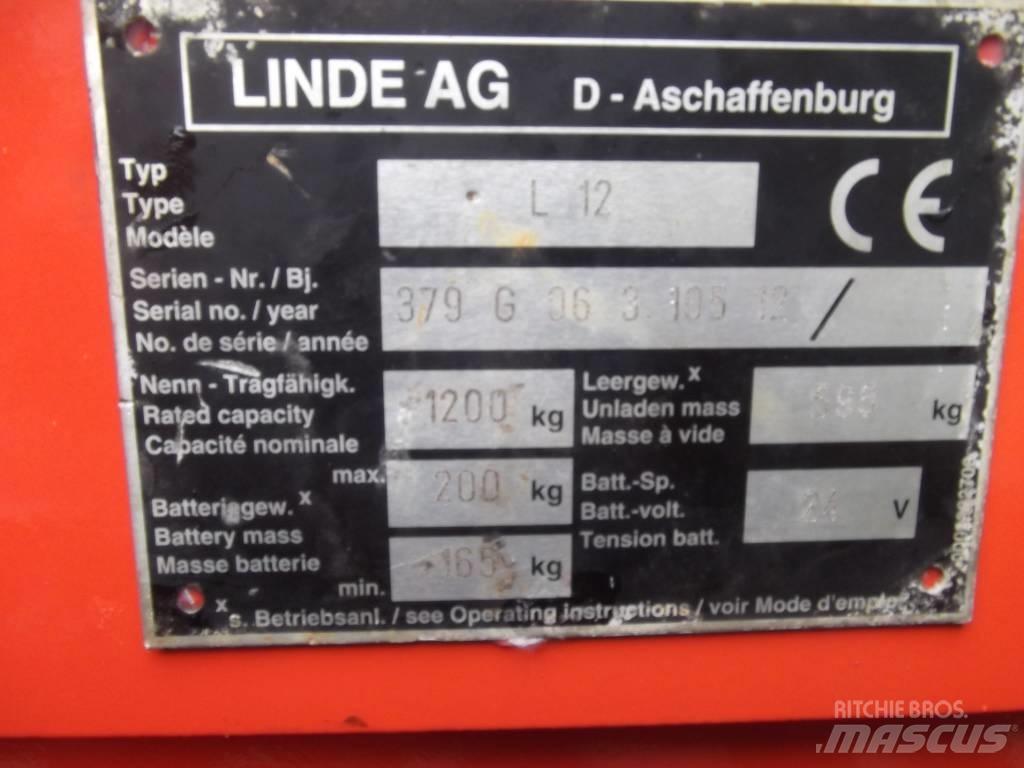 LINDE AG D - Aschaffenburg
Typ
Type
Modèle
L 12
CE
Serien - Nr. / Bj.
Serial no. / year
No. de série / année
379 G 06 3 105 12 /
Nenn - Tragfähigk.
Rated capacity
Capacité nominale
1200 kg
Leergew. x
Unladen mass
Masse à vide
kg
Batteriegew. x
Battery mass
Masse batterie
max. 200 kg
min. 165 kg
Batt.-Sp.
Batt.-volt.
Tension batt.
24 V
x s. Betriebsanl. / see Operating instructions / voir Mode d'emploi
RITCHIE BROS.
MASCUS